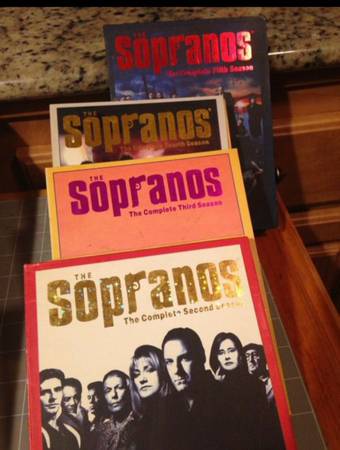 THE
Sopranos
The Complete Fifth Season
THE
Sopranos
The Complete Fourth Season
THE
Sopranos
The Complete Third Season
THE
Sopranos
The Complete Second Season